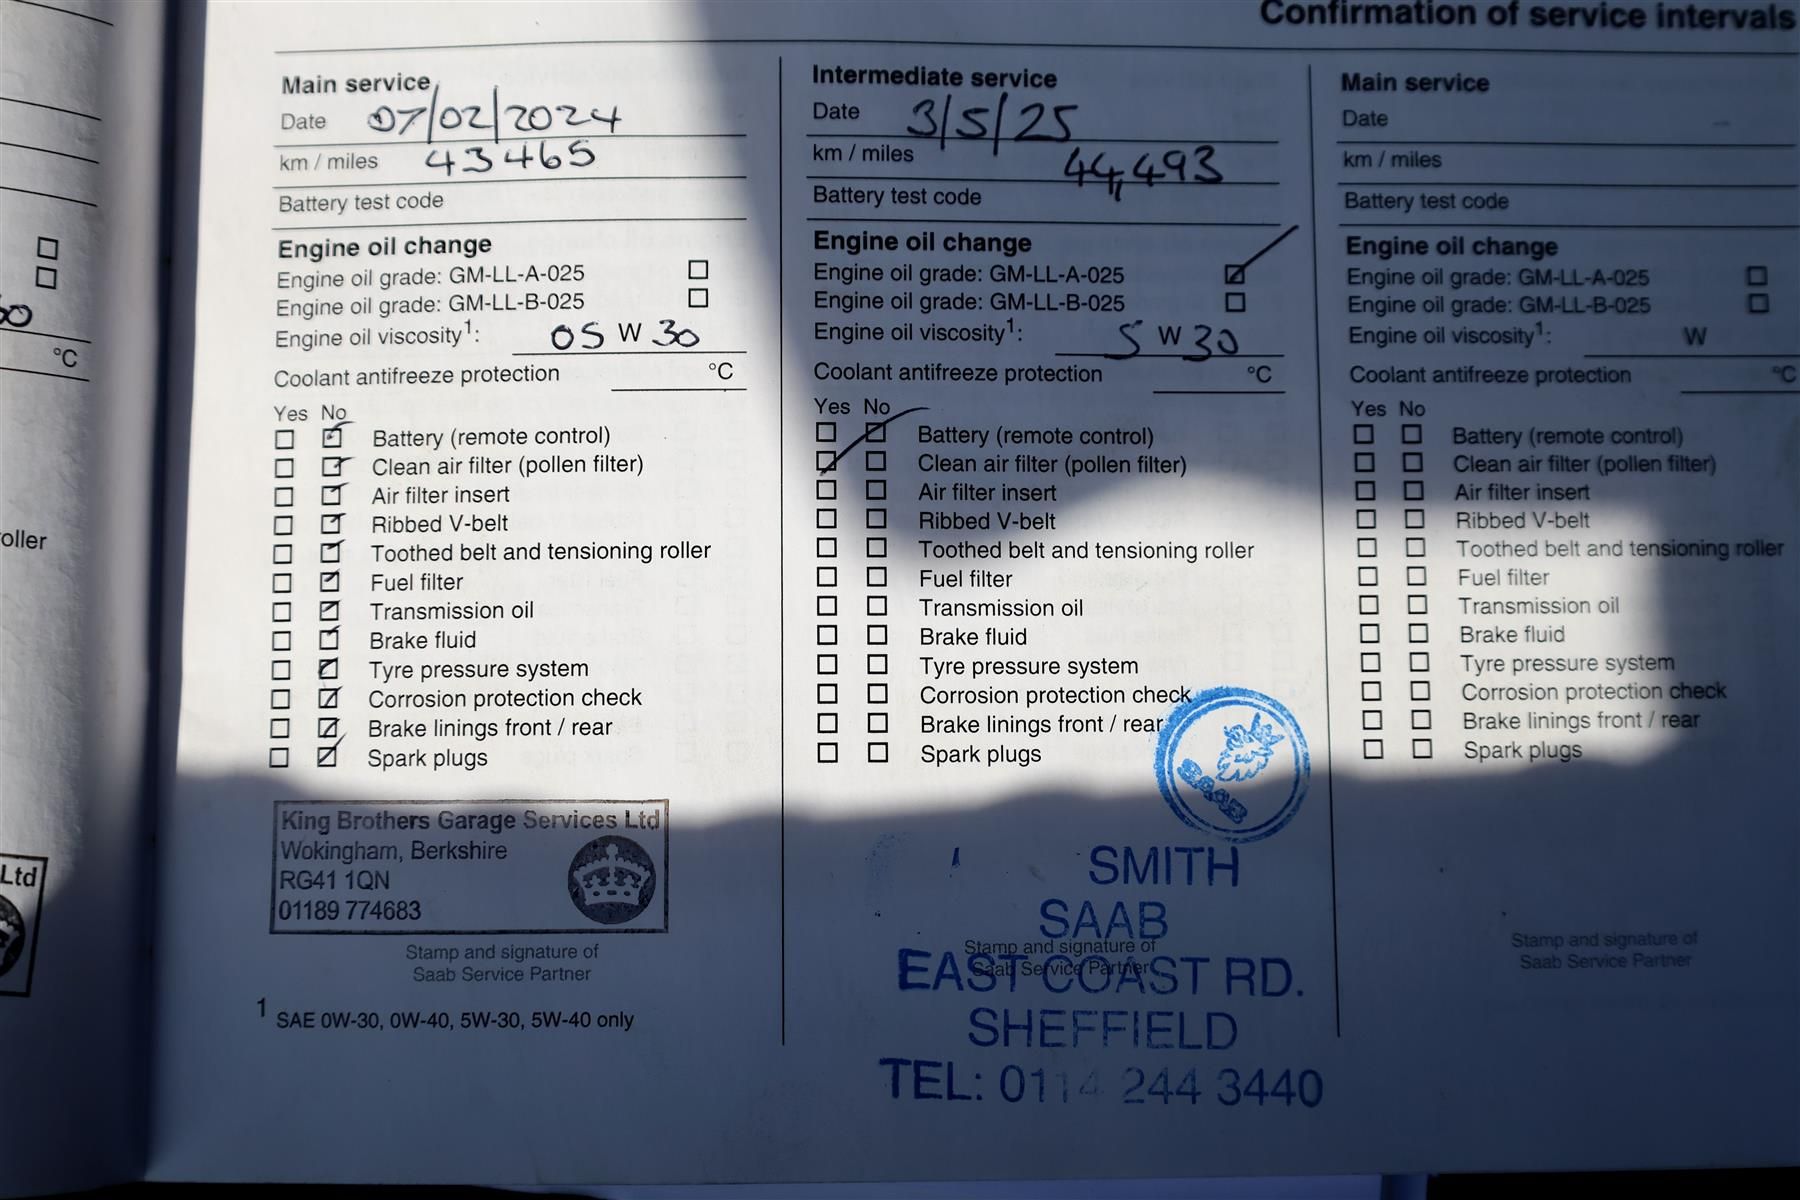 Confirmation of service intervals
Main service
Date 07/02/2024
km / miles 43465
Battery test code
Engine oil change
Engine oil grade: GM-LL-A-025
Engine oil grade: GM-LL-B-025
Engine oil viscosity1: 05 W 30
Coolant antifreeze protection °C
Yes No
Battery (remote control)
Clean air filter (pollen filter)
Air filter insert
Ribbed V-belt
Toothed belt and tensioning roller
Fuel filter
Transmission oil
Brake fluid
Tyre pressure system
Corrosion protection check
Brake linings front / rear
Spark plugs
King Brothers Garage Services Ltd
Wokingham, Berkshire
RG41 1QN
01189 774683
Stamp and signature of
Saab Service Partner
1 SAE 0W-30, 0W-40, 5W-30, 5W-40 only
Intermediate service
Date 3/5/25
km / miles 44,493
Battery test code
Engine oil change
Engine oil grade: GM-LL-A-025
Engine oil grade: GM-LL-B-025
Engine oil viscosity1: 5 W 30
Coolant antifreeze protection °C
Yes No
Battery (remote control)
Clean air filter (pollen filter)
Air filter insert
Ribbed V-belt
Toothed belt and tensioning roller
Fuel filter
Transmission oil
Brake fluid
Tyre pressure system
Corrosion protection check
Brake linings front / rear
Spark plugs
SAAB
SMITH
SAAB
Stamp and signature of
Saab Service Partner
EAST COAST RD.
SHEFFIELD
TEL: 0114 244 3440
Main service
Date
km / miles
Battery test code
Engine oil change
Engine oil grade: GM-LL-A-025
Engine oil grade: GM-LL-B-025
Engine oil viscosity1: W
Coolant antifreeze protection °C
Yes No
Battery (remote control)
Clean air filter (pollen filter)
Air filter insert
Ribbed V-belt
Toothed belt and tensioning roller
Fuel filter
Transmission oil
Brake fluid
Tyre pressure system
Corrosion protection check
Brake linings front / rear
Spark plugs
Stamp and signature of
Saab Service Partner
°C
oller
Ltd